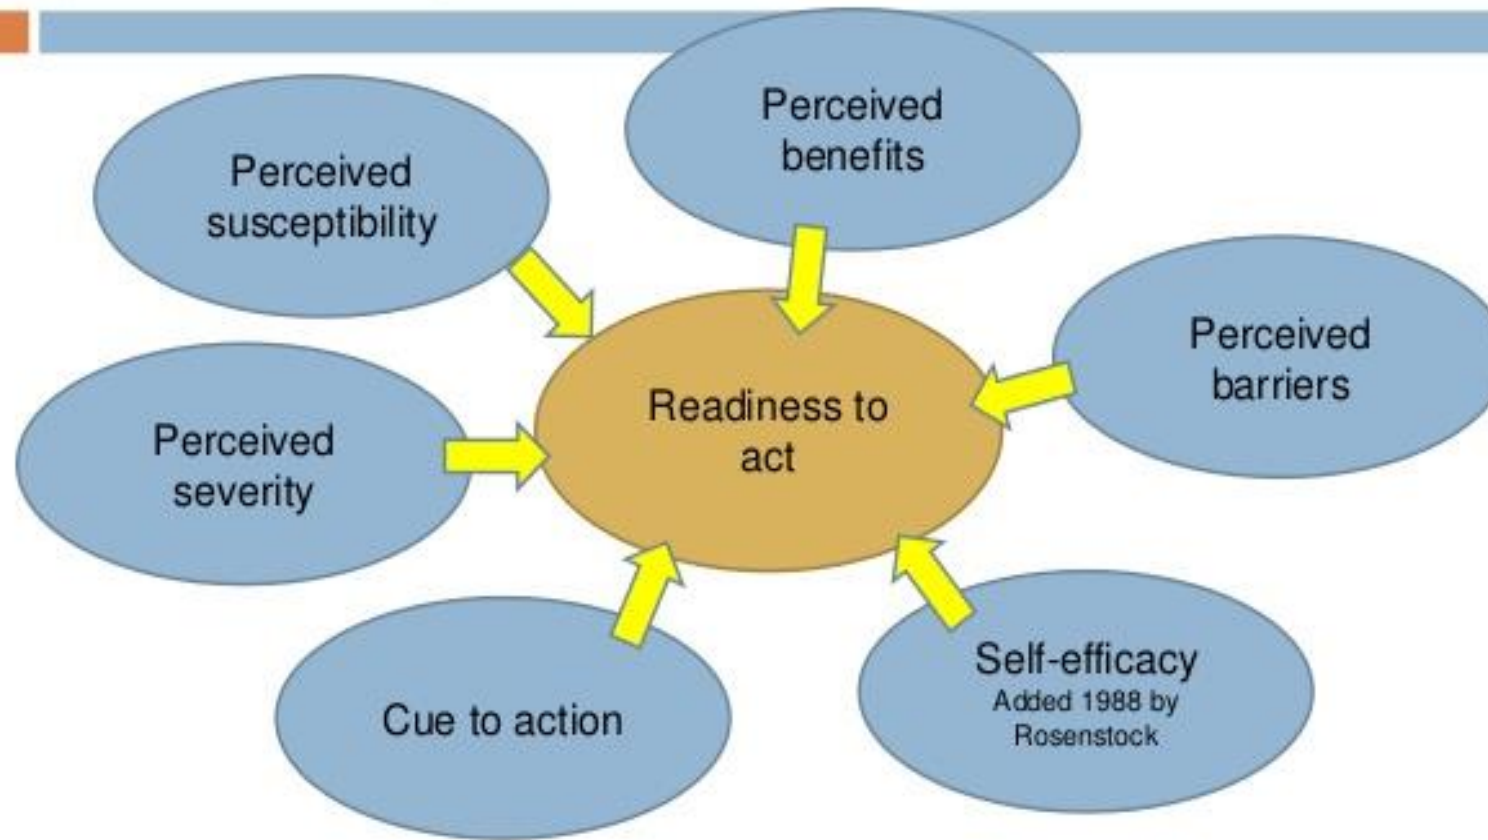 Perceived
benefits
Perceived
susceptibility
Perceived
barriers
Readiness to
act
Perceived
severity
Self-efficacy
Added 1988 by
Rosenstock
Cue to action